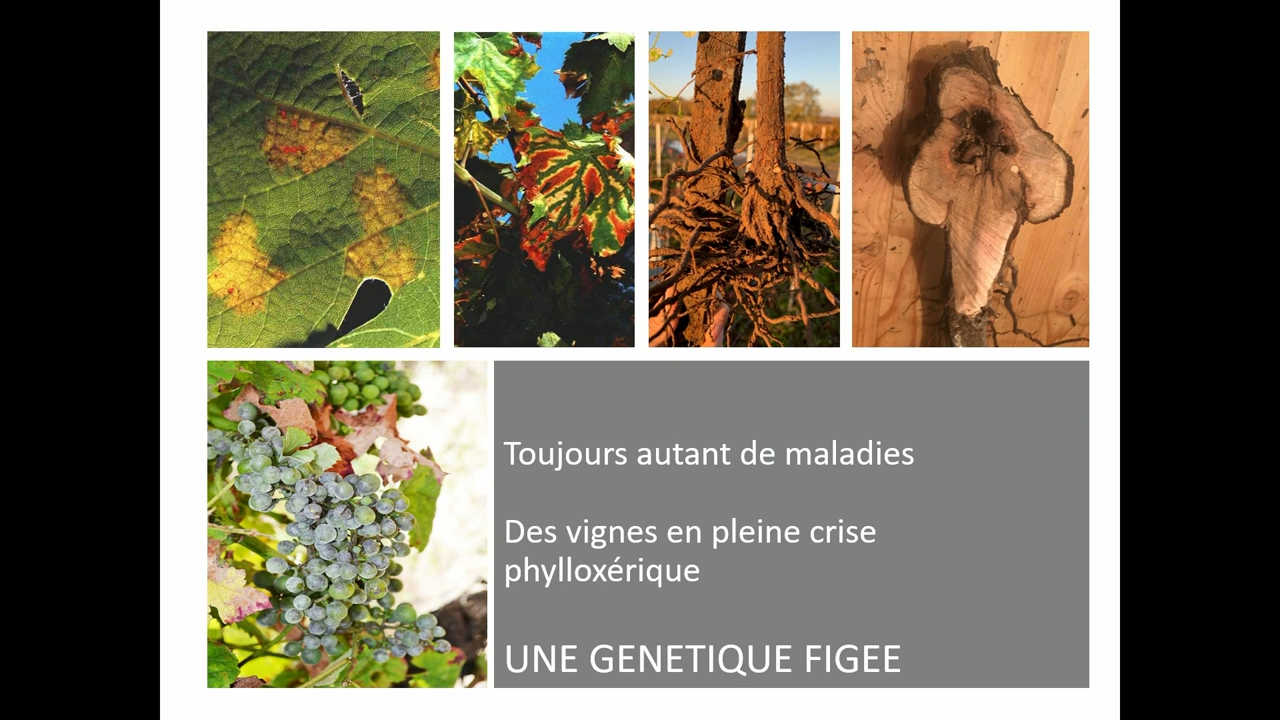 Toujours autant de maladies
Des vignes en pleine crise
phylloxérique
UNE GENETIQUE FIGEE